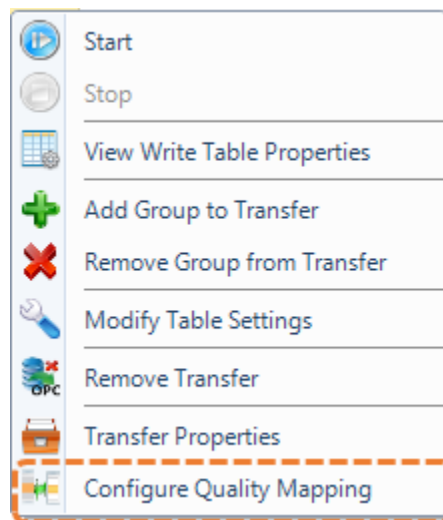 Start
Stop
View Write Table Properties
Add Group to Transfer
Remove Group from Transfer
Modify Table Settings
OPC
Remove Transfer
Transfer Properties
Configure Quality Mapping